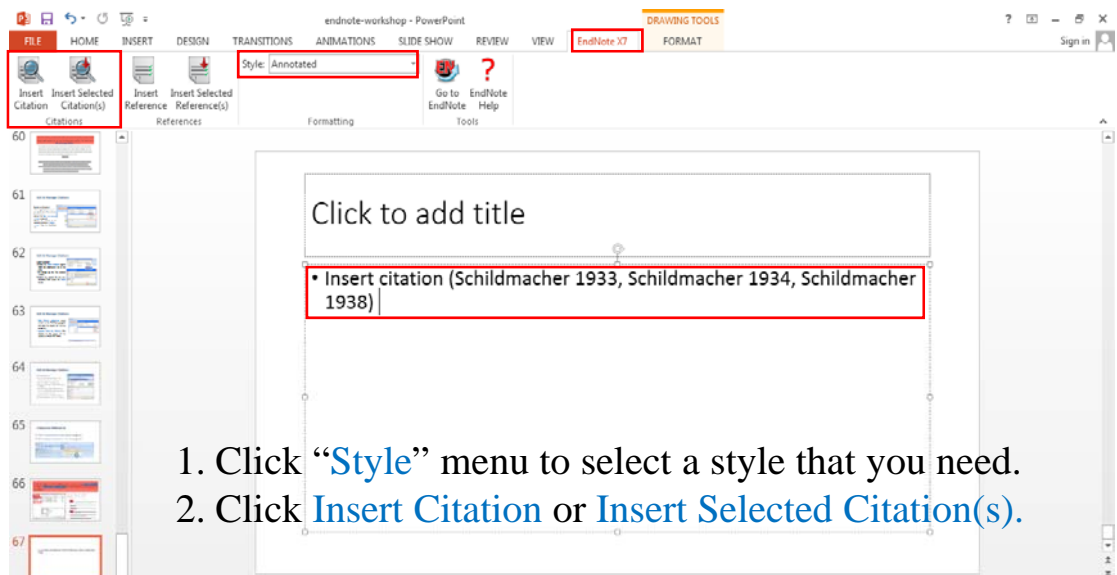 endnote-workshop - PowerPoint
DRAWING TOOLS
FILE HOME INSERT DESIGN TRANSITIONS ANIMATIONS SLIDE SHOW REVIEW VIEW EndNote X7 FORMAT Sign in
Style: Annotated
Insert Citation
Insert Selected Citation(s)
Insert Reference
Insert Selected Reference(s)
Go to EndNote
EndNote Help
Citations References Formatting Tools
60
61
62
63
64
65
66
67
Click to add title
• Insert citation (Schildmacher 1933, Schildmacher 1934, Schildmacher
1938)
1. Click “Style” menu to select a style that you need.
2. Click Insert Citation or Insert Selected Citation(s).